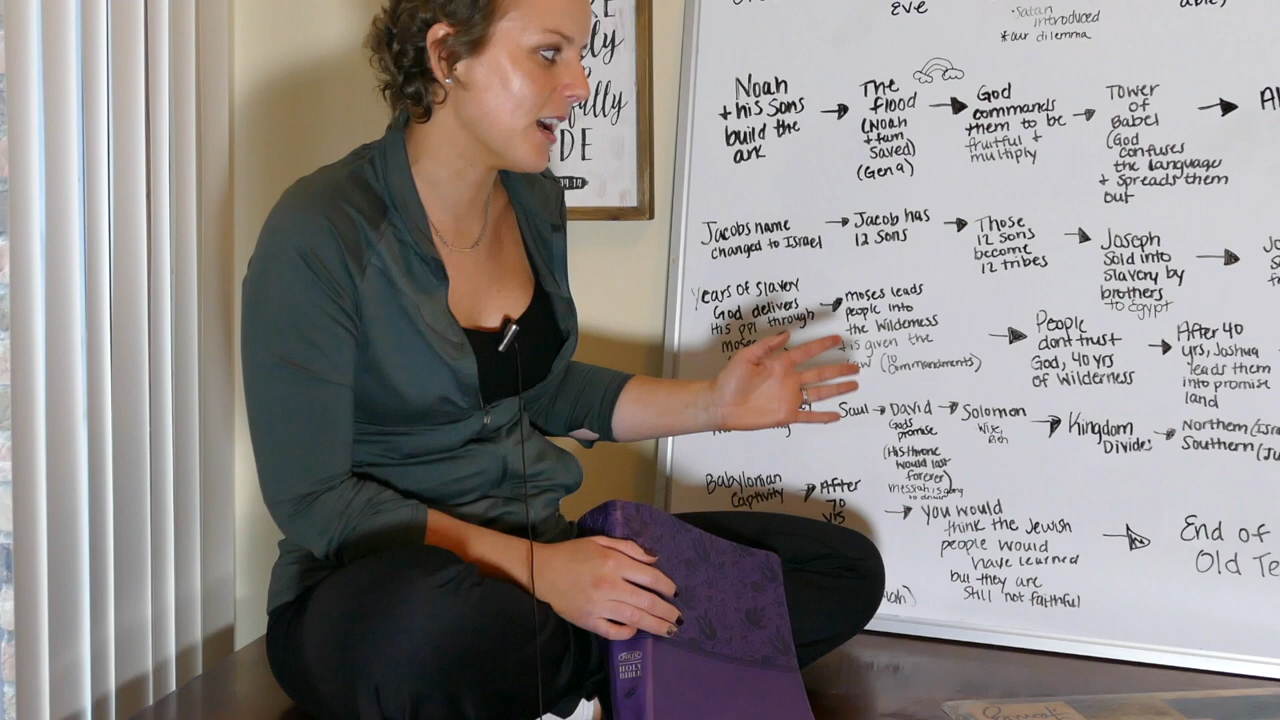 eve
Satan
introduced
*our dilemma
Noah
+ his Sons
build the
ark
The
flood
(Noah
+ fam
Saved)
(Gen 9)
God
commands
them to be
fruitful +
multiply
Tower
of
Babel
(God
confuses
the language
+ Spreads them
out
Jacobs name
changed to Israel
Jacob has
12 Sons
Those
12 sons
become
12 tribes
Joseph
Sold into
Slavery by
brothers
to Egypt
Years of Slavery
God delivers
His ppl through
moses leads
people into
the Wilderness
+ is given the
Law (10
Commandments)
People
dont trust
God, 40 yrs
of Wilderness
After 40
yrs, Joshua
leads them
into promise
land
Saul
David
Gods
promise
(His throne
Would last
forever)
Solomon
Wise,
Rich
Kingdom
Divides
Northern
Southern
Babylonian
Captivity
After
70
yrs
You would
think the Jewish
people would
have learned
but they are
Still not faithful
End of
Old
DE
HOLY
BIBLE